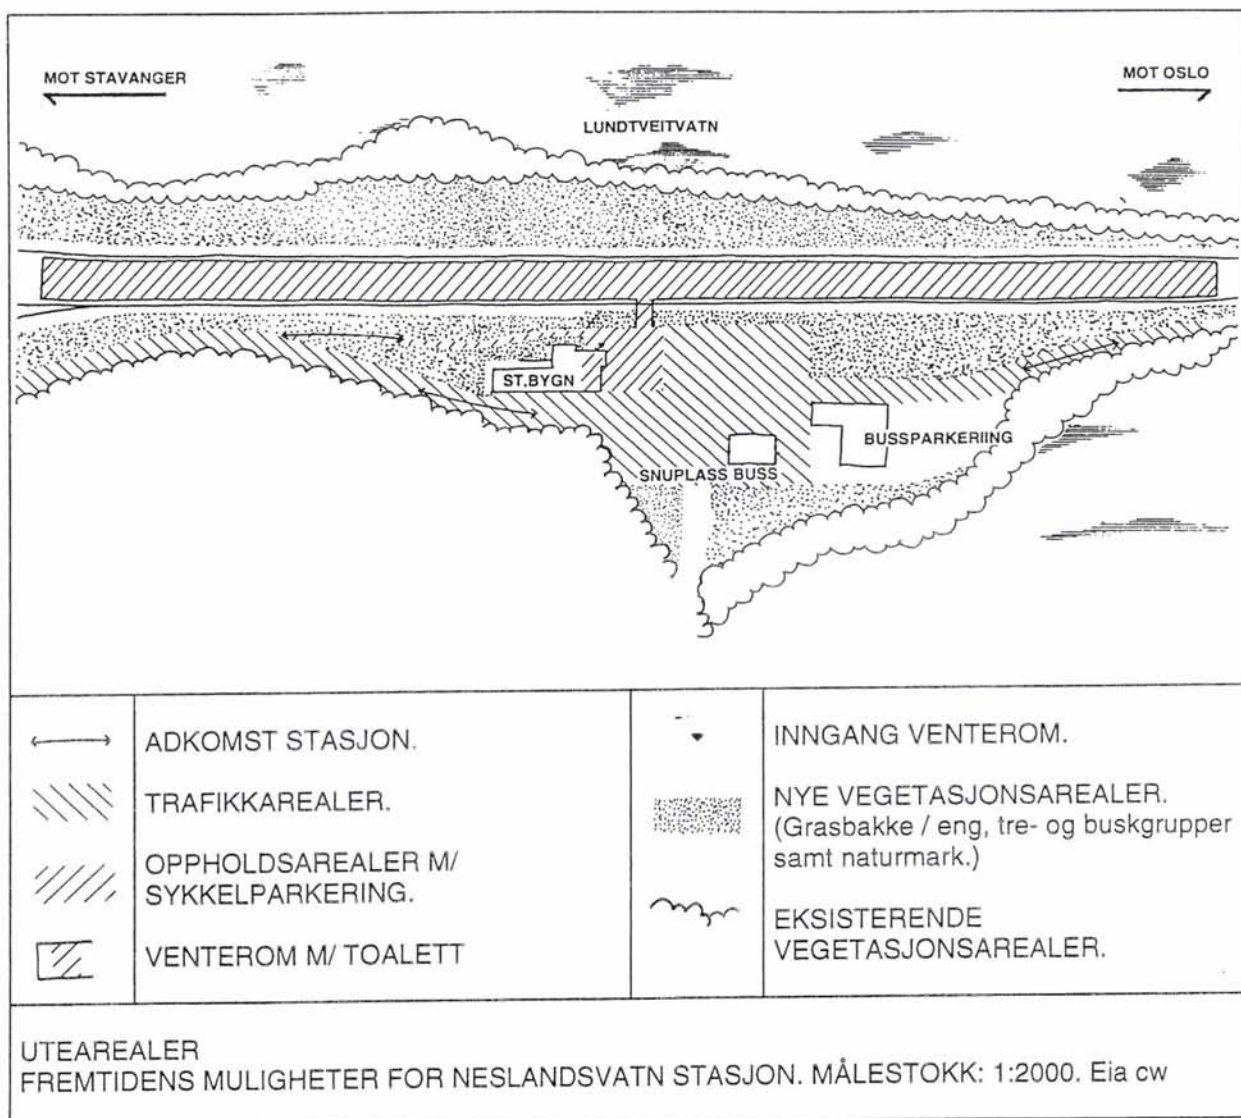 MOT STAVANGER
MOT OSLO
LUNDTVEITVATN
ST.BYGN
BUSSPARKERIING
SNUPLASS BUSS
ADKOMST STASJON.
TRAFIKKAREALER.
OPPHOLDSAREALER M/
SYKKELPARKERING.
VENTEROM M/ TOALETT
INNGANG VENTEROM.
NYE VEGETASJONSAREALER.
(Grasbakke / eng, tre- og buskgrupper
samt naturmark.)
EKSISTERENDE
VEGETASJONSAREALER.
UTEAREALER
FREMTIDENS MULIGHETER FOR NESLANDSVATN STASJON. MÅLESTOKK: 1:2000. Eia cw